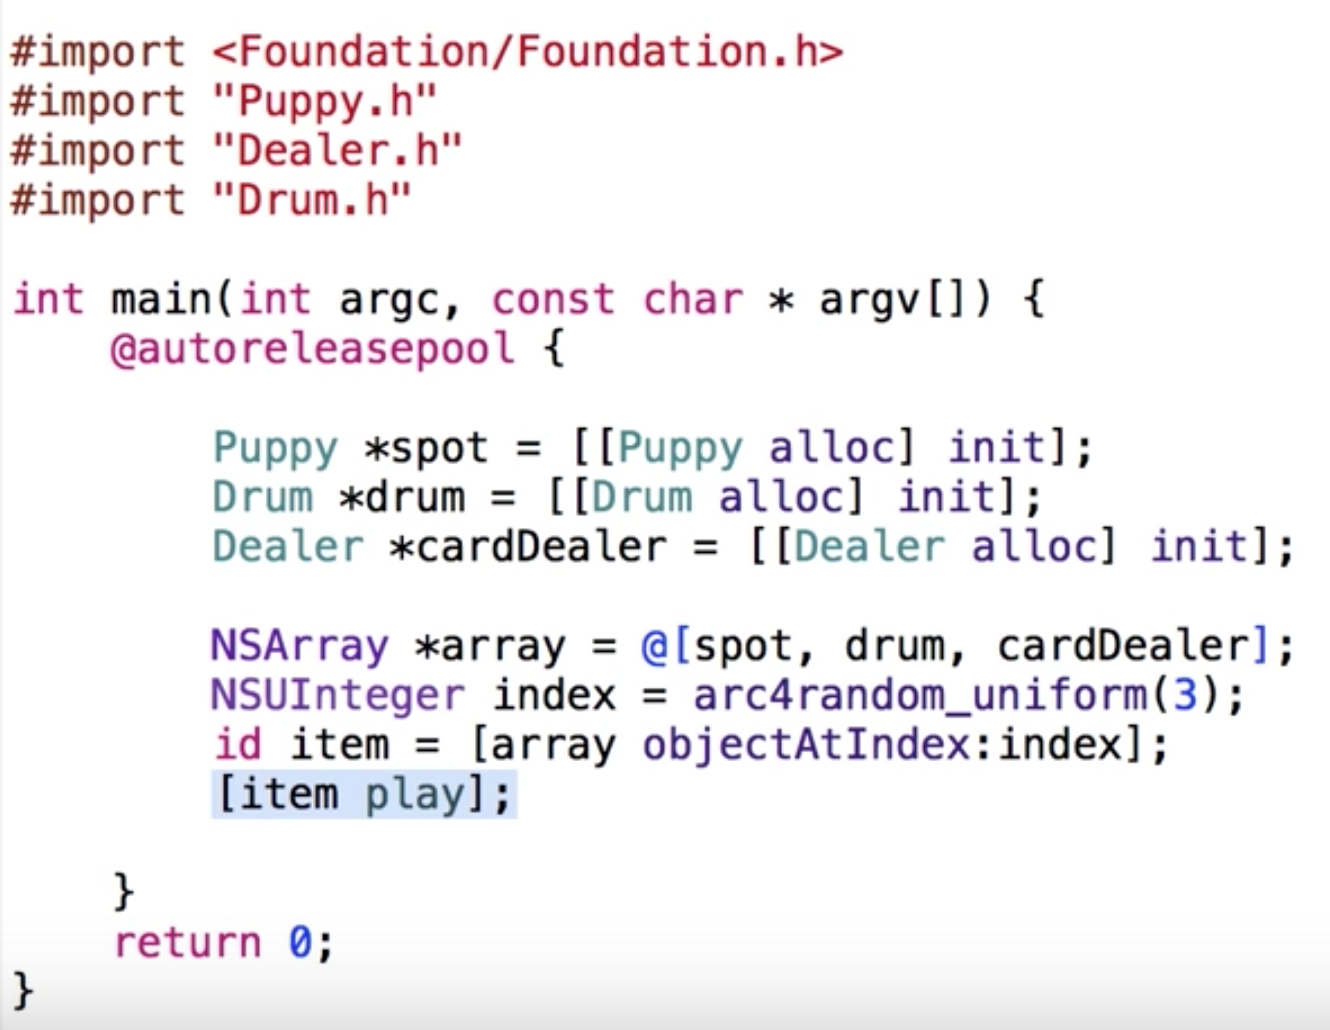 #import <Foundation/Foundation.h>
#import "Puppy.h"
#import "Dealer.h"
#import "Drum.h"
int main(int argc, const char * argv[]) {
@autoreleasepool {
Puppy *spot = [[Puppy alloc] init];
Drum *drum = [[Drum alloc] init];
Dealer *cardDealer = [[Dealer alloc] init];
NSArray *array = @[spot, drum, cardDealer];
NSUInteger index = arc4random_uniform(3);
id item = [array objectAtIndex:index];
[item play];
}
return 0;
}